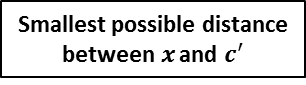 Smallest possible distance
between x and c′